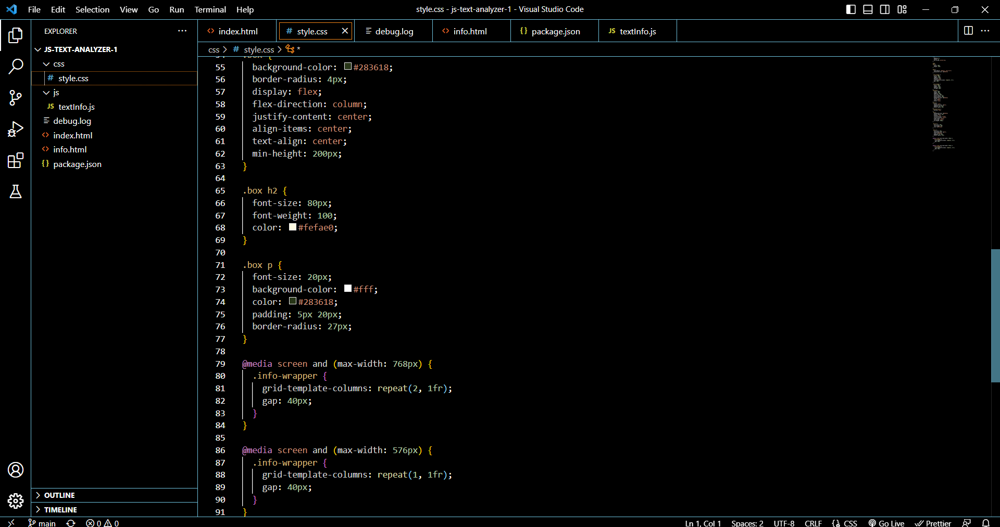 File Edit Selection View Go Run Terminal Help
style.css - js-text-analyzer-1 - Visual Studio Code
EXPLORER
JS-TEXT-ANALYZER-1
css
# style.css
js
JS textInfo.js
debug.log
<> index.html
<> info.html
{} package.json
OUTLINE
TIMELINE
<> index.html # style.css debug.log <> info.html {} package.json JS textInfo.js
css > # style.css > *
.box {
55 background-color: #283618;
56 border-radius: 4px;
57 display: flex;
58 flex-direction: column;
59 justify-content: center;
60 align-items: center;
61 text-align: center;
62 min-height: 200px;
63 }
64
65 .box h2 {
66 font-size: 80px;
67 font-weight: 100;
68 color: #fefae0;
69 }
70
71 .box p {
72 font-size: 20px;
73 background-color: #fff;
74 color: #283618;
75 padding: 5px 20px;
76 border-radius: 27px;
77 }
78
79 @media screen and (max-width: 768px) {
80 .info-wrapper {
81 grid-template-columns: repeat(2, 1fr);
82 gap: 40px;
83 }
84 }
85
86 @media screen and (max-width: 576px) {
87 .info-wrapper {
88 grid-template-columns: repeat(1, 1fr);
89 gap: 40px;
90 }
91 }
main 0 0 Ln 1, Col 1 Spaces: 2 UTF-8 CRLF {} CSS Go Live Prettier